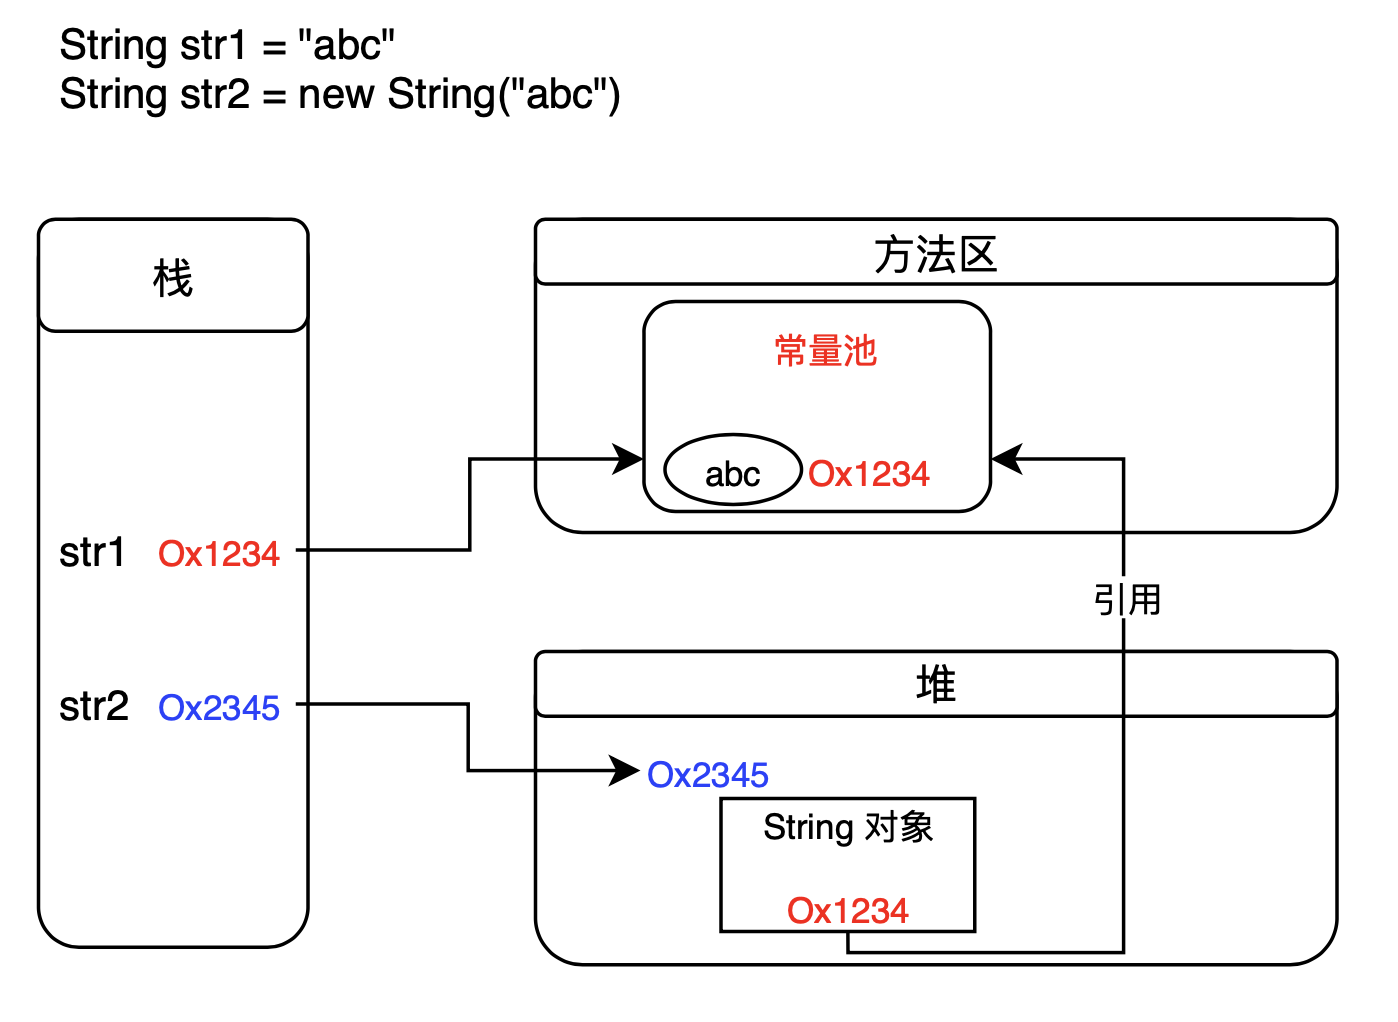 String str1 = "abc"
String str2 = new String("abc")
栈
方法区
常量池
abc Ox1234
str1 Ox1234
引用
堆
str2 Ox2345
Ox2345
String 对象
Ox1234